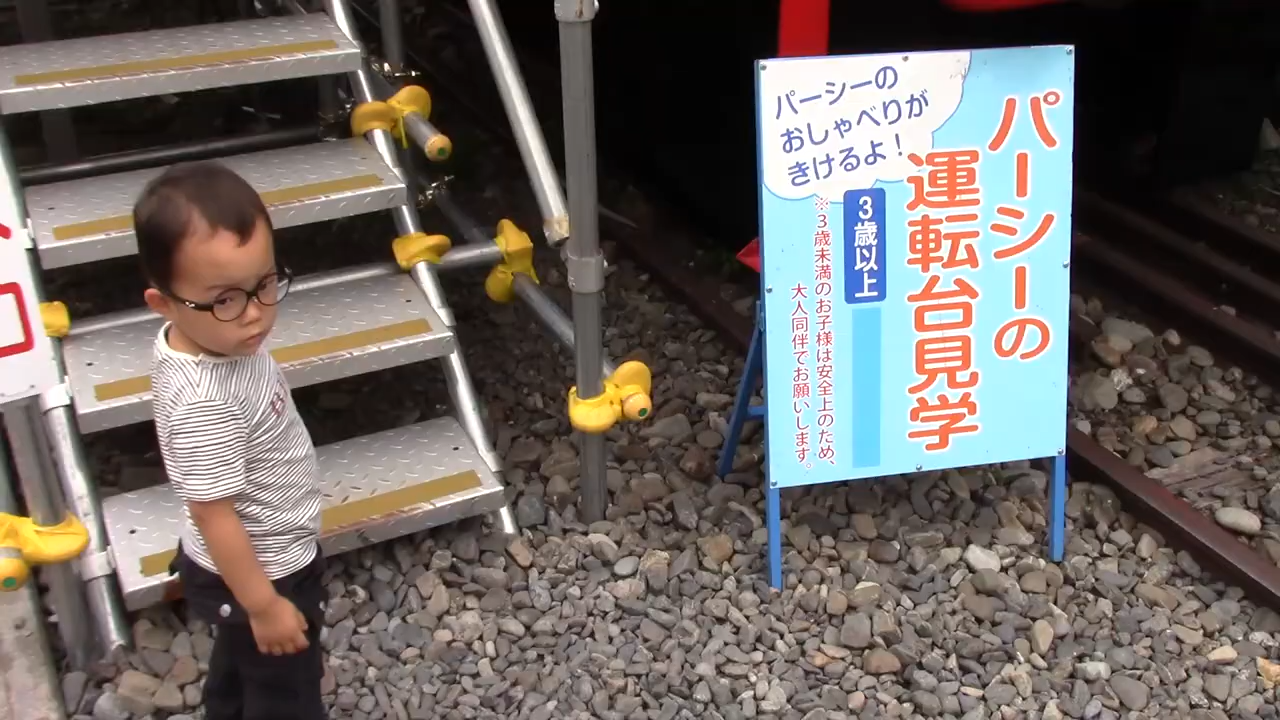 パーシーの
おしゃべりが
きけるよ！
パーシーの
運転台見学
3歳以上
※3歳未満のお子様は安全上のため、
大人同伴でお願いします。